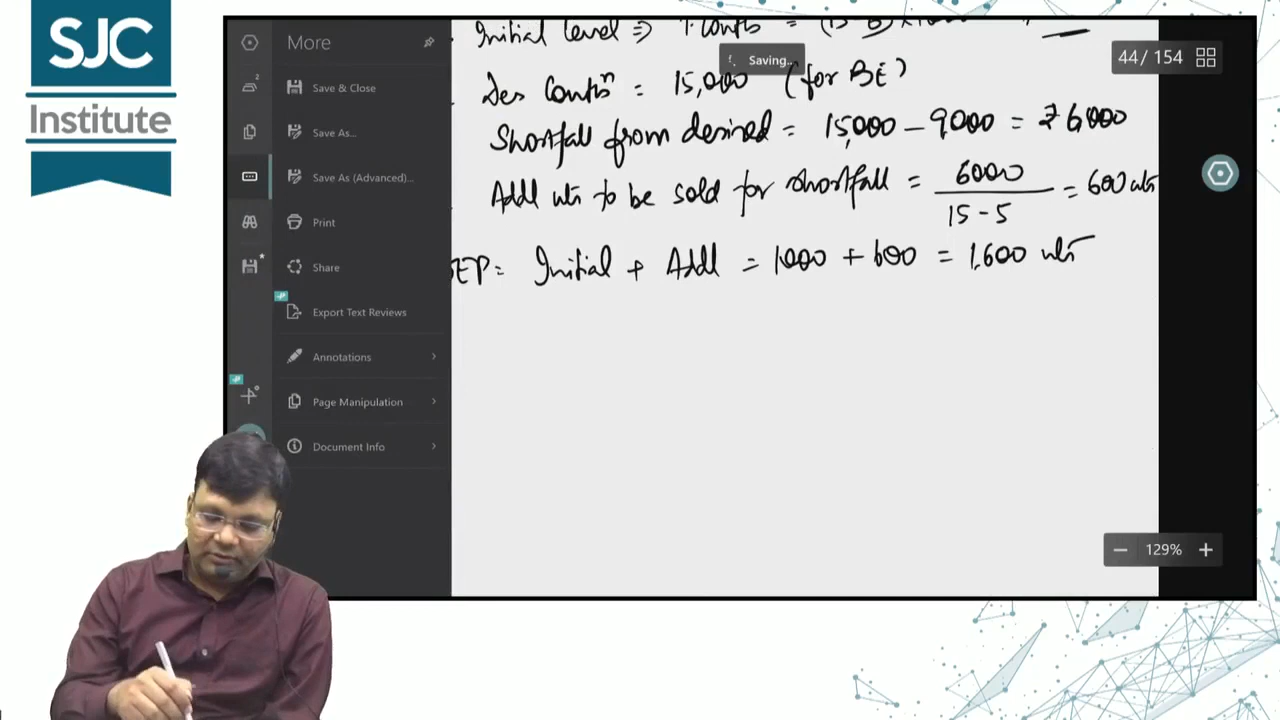 SJC
Institute
More
Save & Close
Save As..
Save As (Advanced)...
Print
Share
Export Text Reviews
Annotations
Page Manipulation
Document Info
Saving..
44 / 154
129%
Initial level ⇒ T. Contn =
Des Contn = 15,000 (for BE)
Shortfall from desired = 15,000 – 9000 = ₹6000
Addl uts to be sold for shortfall = 6000 / 15 - 5 = 600 uts
EP = Initial + Addl = 1000 + 600 = 1,600 uts